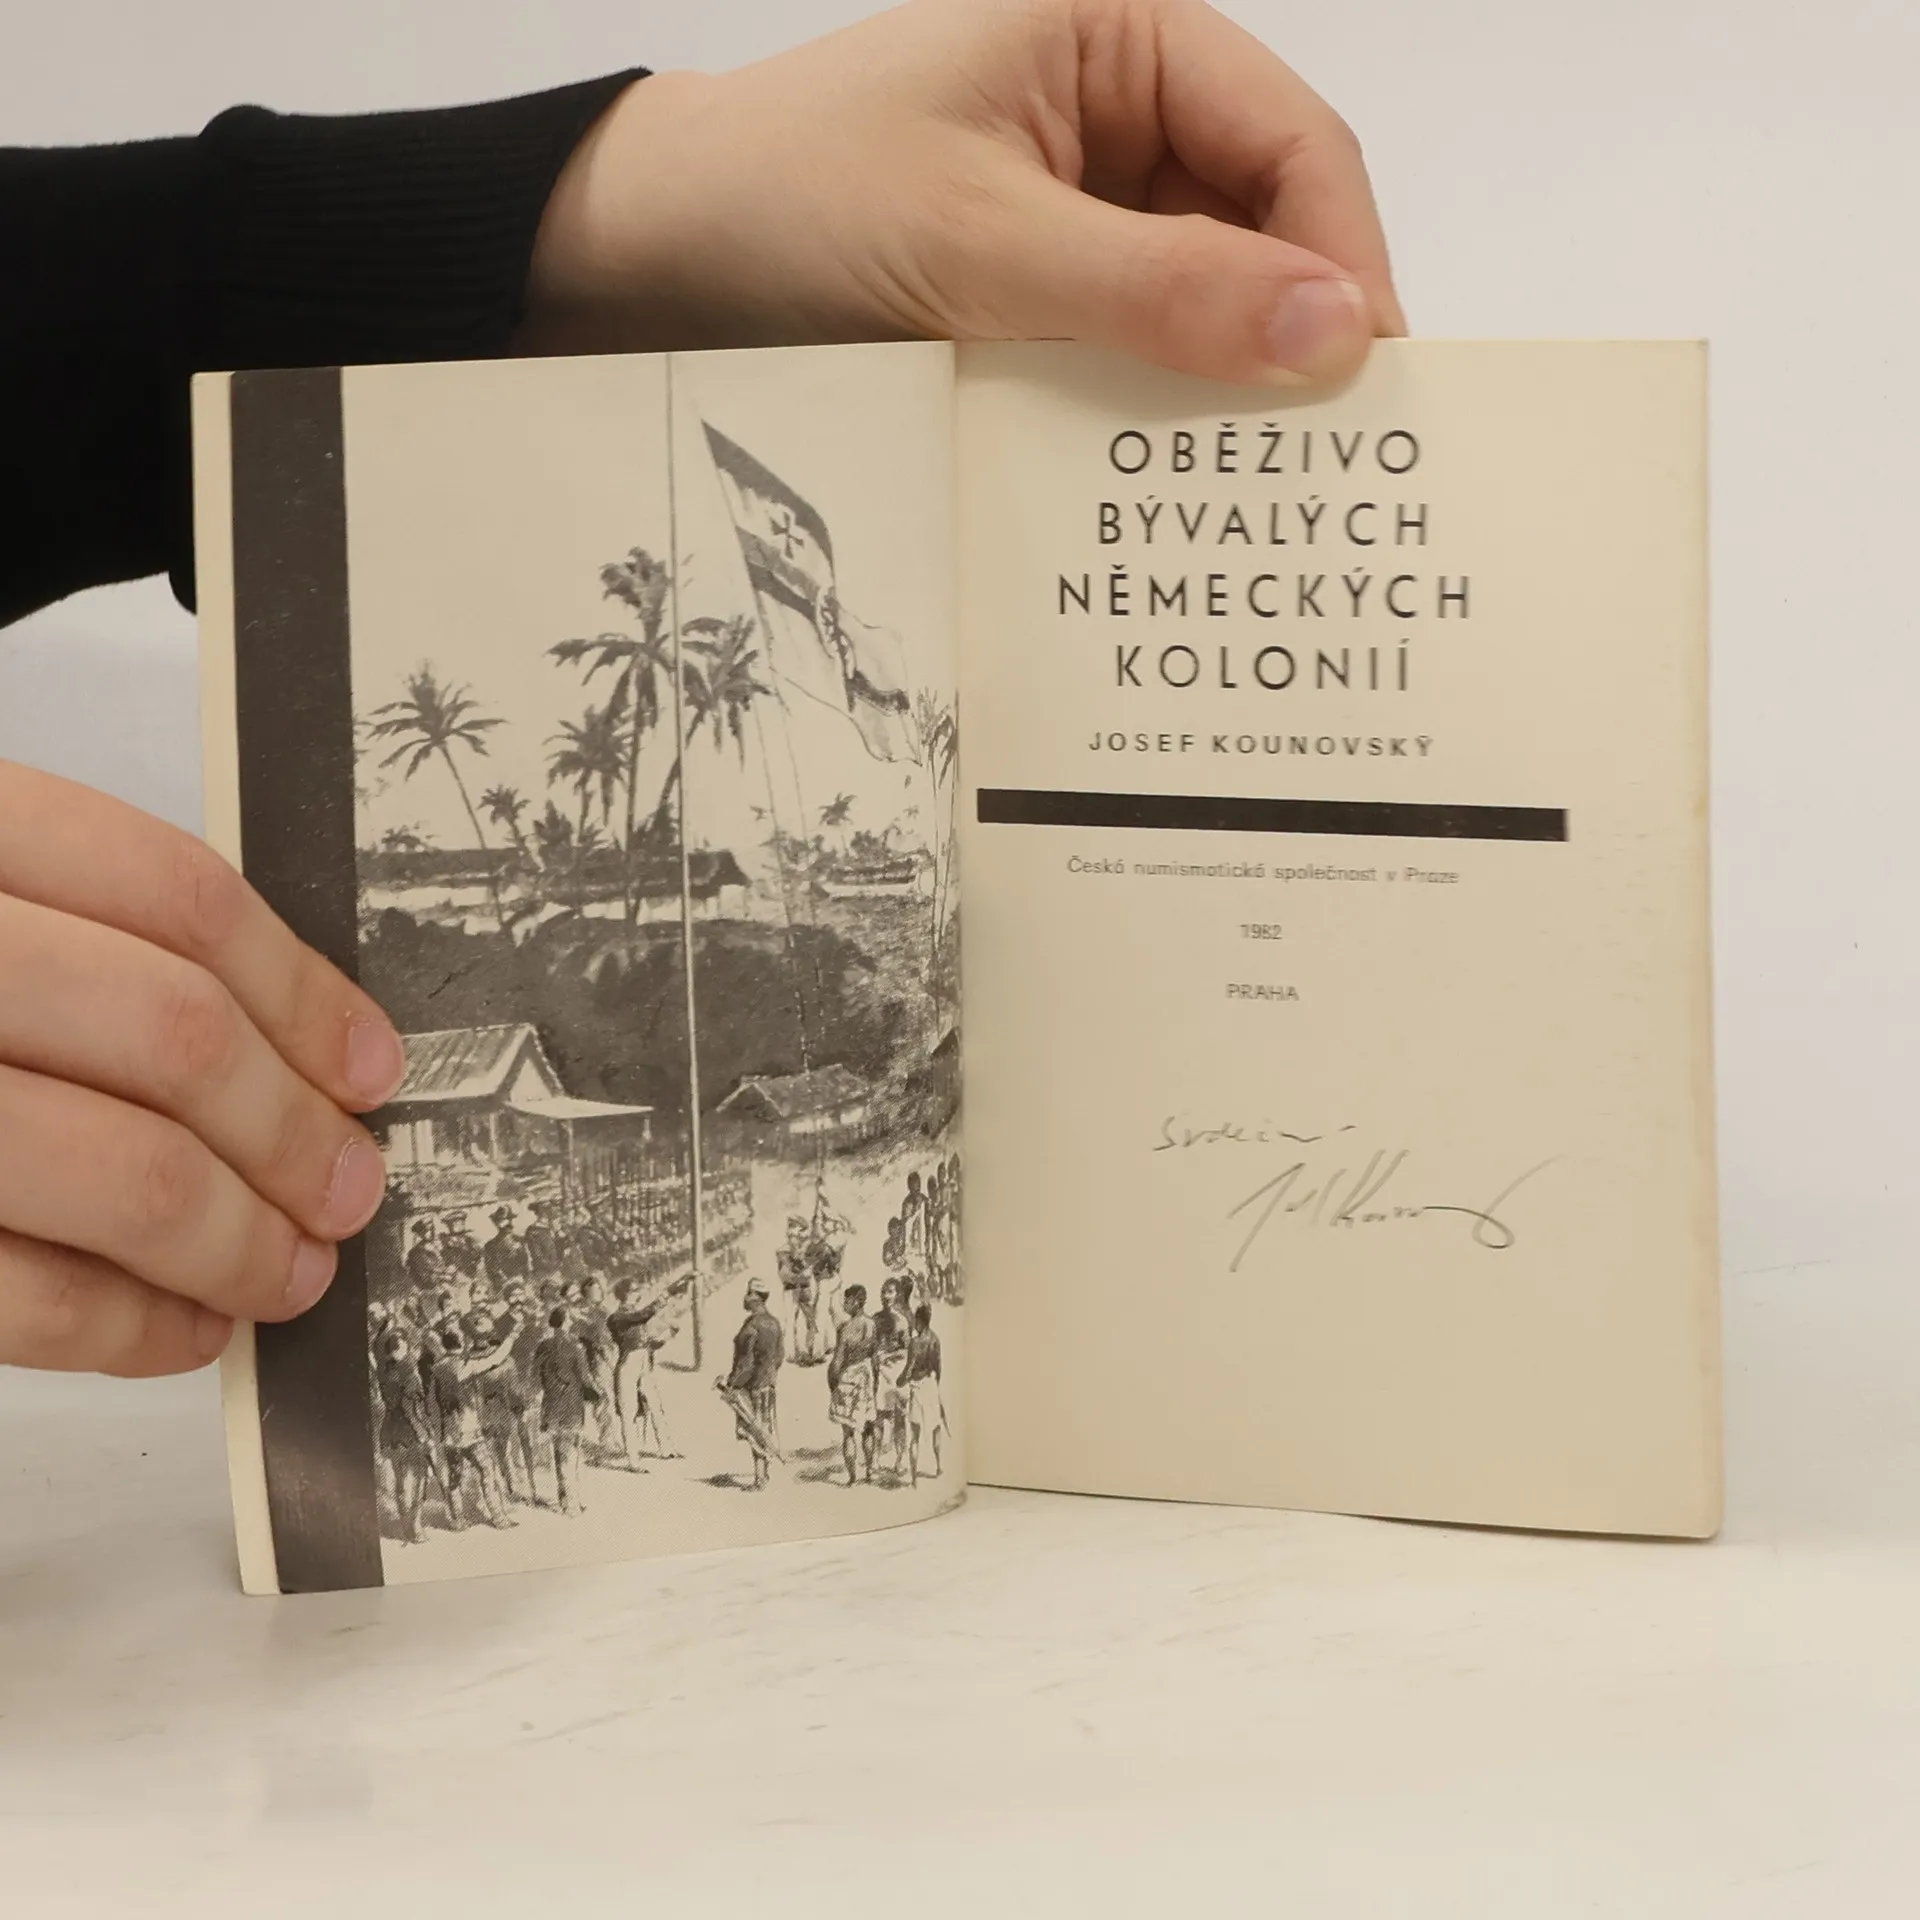 OBĚŽIVO
BÝVALÝCH
NĚMECKÝCH
KOLONIÍ
JOSEF KOUNOVSKÝ
Česká numismatická společnost v Praze
1982
PRAHA